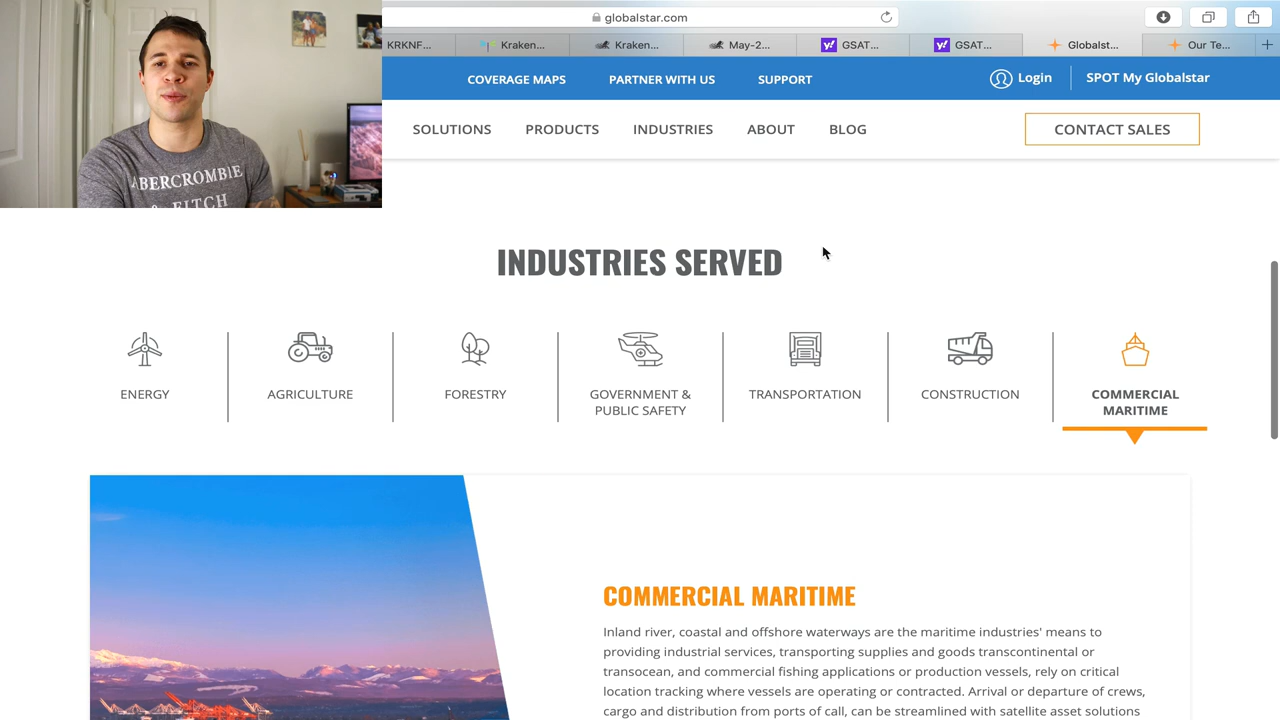 globalstar.com
KRKNF...
Kraken...
Kraken...
May-2...
GSAT...
GSAT...
Globalst...
Our Te...
COVERAGE MAPS
PARTNER WITH US
SUPPORT
Login
SPOT My Globalstar
SOLUTIONS
PRODUCTS
INDUSTRIES
ABOUT
BLOG
CONTACT SALES
ABERCROMBIE
& FITCH
INDUSTRIES SERVED
ENERGY
AGRICULTURE
FORESTRY
GOVERNMENT &
PUBLIC SAFETY
TRANSPORTATION
CONSTRUCTION
COMMERCIAL
MARITIME
COMMERCIAL MARITIME
Inland river, coastal and offshore waterways are the maritime industries' means to
providing industrial services, transporting supplies and goods transcontinental or
transocean, and commercial fishing applications or production vessels, rely on critical
location tracking where vessels are operating or contracted. Arrival or departure of crews,
cargo and distribution from ports of call, can be streamlined with satellite asset solutions